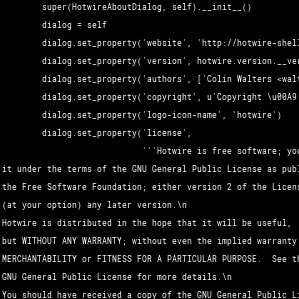 super(HotwireAboutDialog, self).__init__()
dialog = self
dialog.set_property('website', 'http://hotwire-shel
dialog.set_property('version', hotwire.version.__ver
dialog.set_property('authors', ['Colin Walters <walt
dialog.set_property('copyright', u'Copyright \u00A9
dialog.set_property('logo-icon-name', 'hotwire')
dialog.set_property('license',
'''Hotwire is free software; you
it under the terms of the GNU General Public License as publ
the Free Software Foundation; either version 2 of the Licens
(at your option) any later version.\n
Hotwire is distributed in the hope that it will be useful,
but WITHOUT ANY WARRANTY; without even the implied warranty
MERCHANTABILITY or FITNESS FOR A PARTICULAR PURPOSE.  See th
GNU General Public License for more details.\n
You should have received a copy of the GNU General Public Li